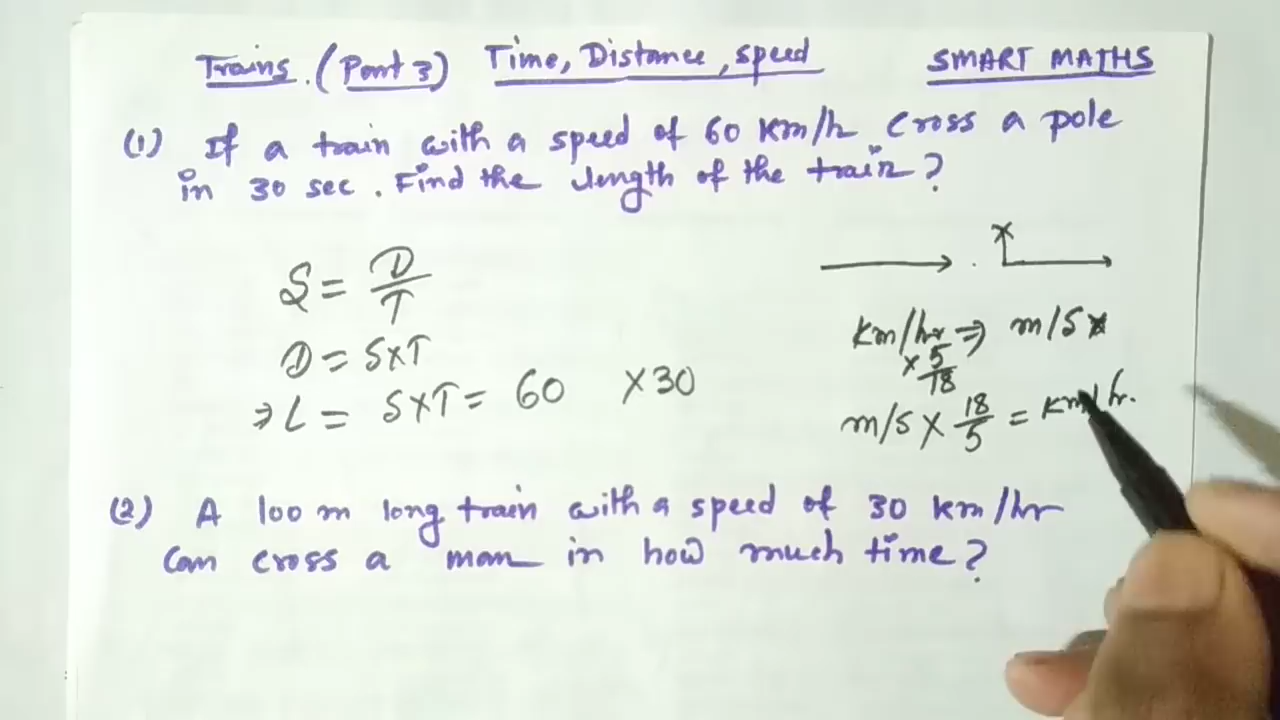 Trains. (Part 3) Time, Distance, speed SMART MATHS
(1) If a train with a speed of 60 Km/h cross a pole
in 30 sec. Find the length of the train?
S = D/T
D = S×T
⇒ L = S×T = 60 ×30
Km/hr ⇒ m/s
× 5/18
m/s × 18/5 = Km/hr.
(2) A 100 m long train with a speed of 30 km/hr
Can cross a man in how much time?